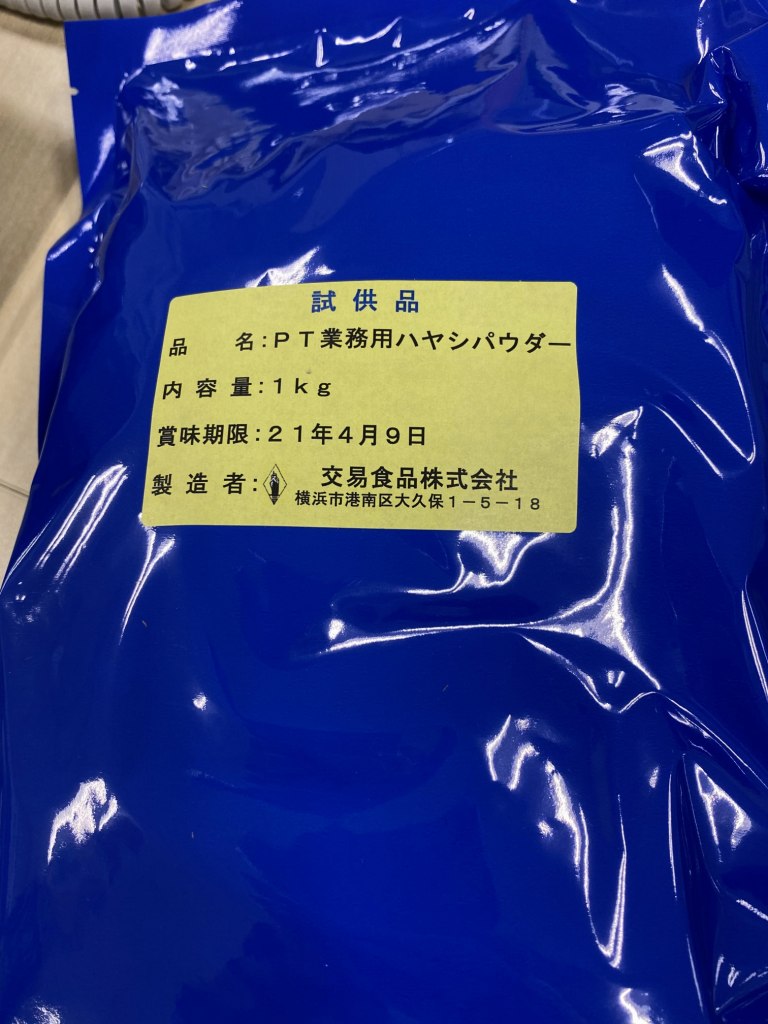 試供品
品名:ＰＴ業務用ハヤシパウダー
内容量:１ｋｇ
賞味期限:２１年４月９日
製造者:交易食品株式会社
横浜市港南区大久保１－５－１８